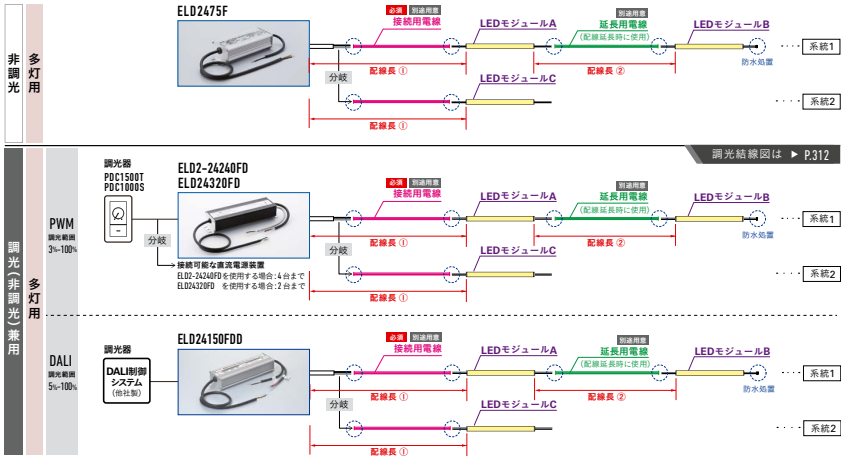 非調光
多灯用
ELD2475F
必須 別途用意
接続用電線
LEDモジュールA
別途用意
延長用電線
(配線延長時に使用)
LEDモジュールB
防水処置
系統1
分岐
配線長 ①
配線長 ②
LEDモジュールC
系統2
配線長 ①
調光結線図は ▶ P.312
調光(非調光)兼用
多灯用
PWM
調光範囲
3%-100%
調光器
PDC1500T
PDC1000S
分岐
ELD2-24240FD
ELD24320FD
接続可能な直流電源装置
ELD2-24240FDを使用する場合:4台まで
ELD24320FD を使用する場合:2台まで
必須 別途用意
接続用電線
LEDモジュールA
別途用意
延長用電線
(配線延長時に使用)
LEDモジュールB
防水処置
系統1
分岐
配線長 ①
配線長 ②
LEDモジュールC
系統2
配線長 ①
DALI
調光範囲
5%-100%
調光器
DALI制御
システム
(他社製)
ELD24150FDD
必須 別途用意
接続用電線
LEDモジュールA
別途用意
延長用電線
(配線延長時に使用)
LEDモジュールB
防水処置
系統1
分岐
配線長 ①
配線長 ②
LEDモジュールC
系統2
配線長 ①